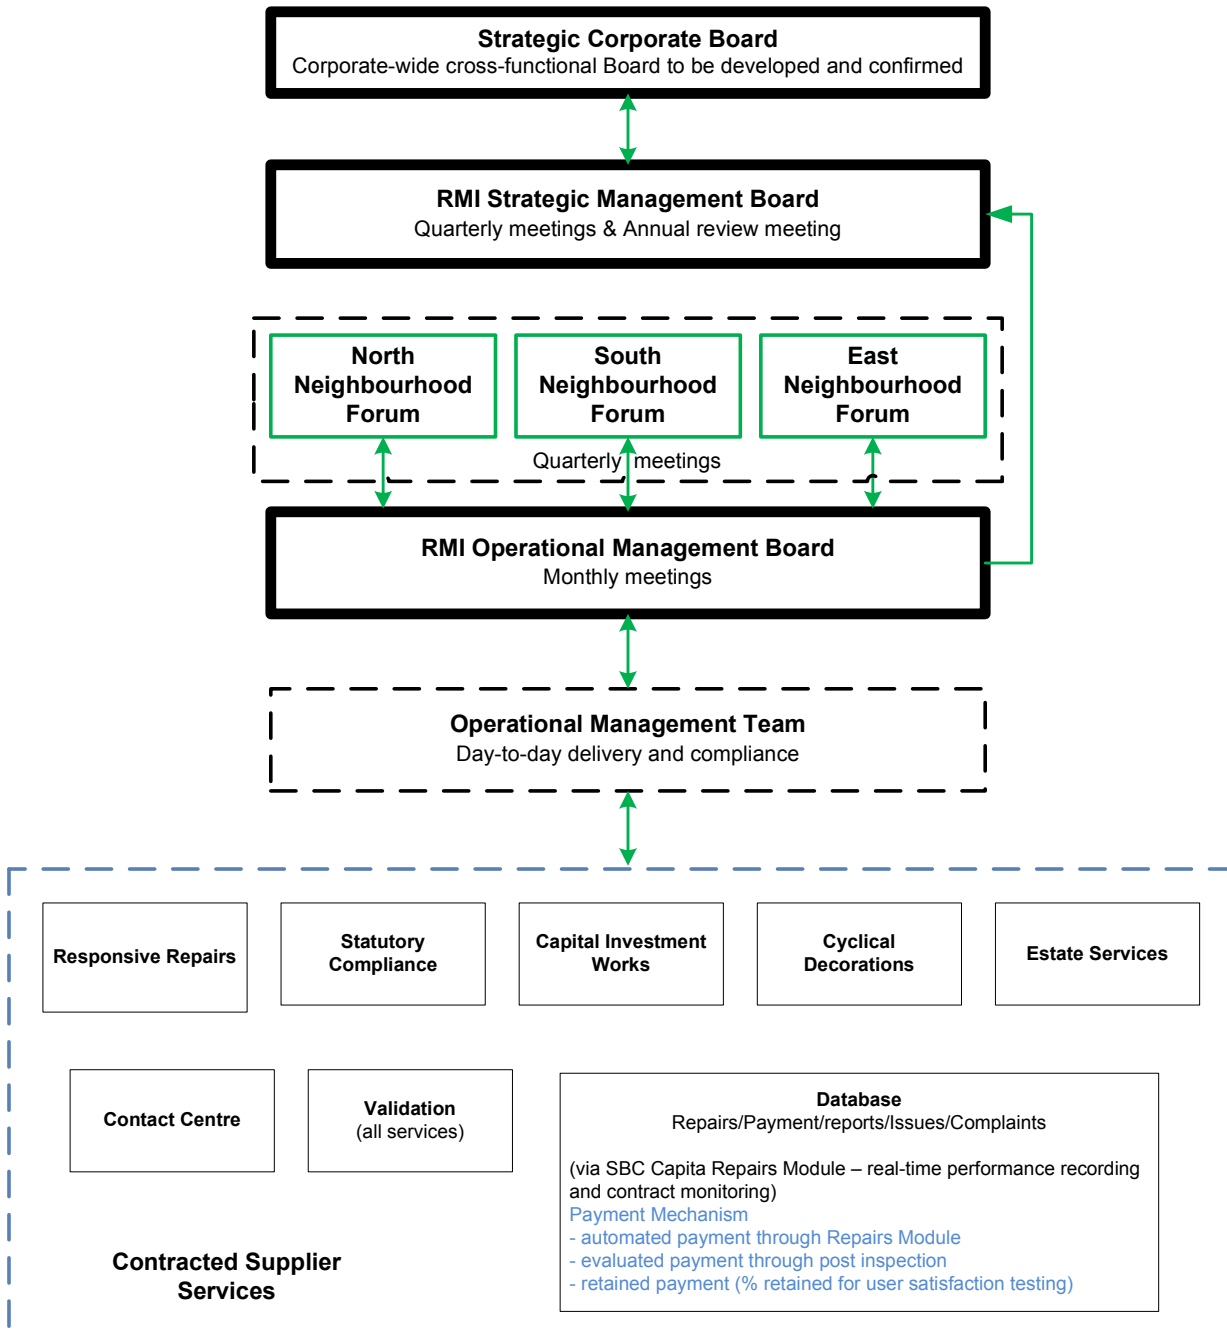 Strategic Corporate Board
Corporate-wide cross-functional Board to be developed and confirmed
RMI Strategic Management Board
Quarterly meetings & Annual review meeting
North
Neighbourhood
Forum
South
Neighbourhood
Forum
East
Neighbourhood
Forum
Quarterly meetings
RMI Operational Management Board
Monthly meetings
Operational Management Team
Day-to-day delivery and compliance
Responsive Repairs
Statutory
Compliance
Capital Investment
Works
Cyclical
Decorations
Estate Services
Contact Centre
Validation
(all services)
Database
Repairs/Payment/reports/Issues/Complaints
(via SBC Capita Repairs Module – real-time performance recording
and contract monitoring)
Payment Mechanism
- automated payment through Repairs Module
- evaluated payment through post inspection
- retained payment (% retained for user satisfaction testing)
Contracted Supplier
Services